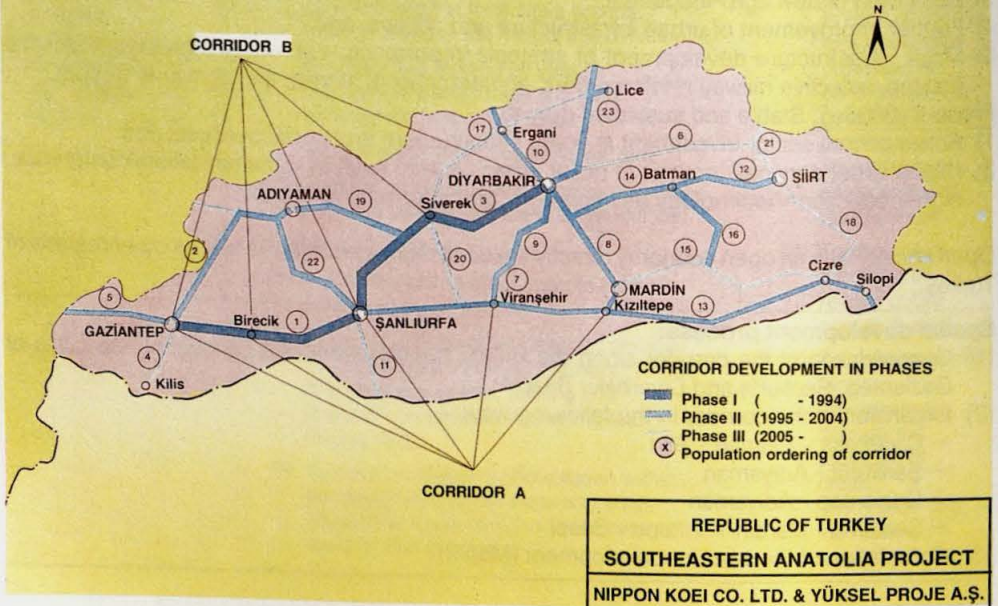 N
CORRIDOR B
Lice
23
17
Ergani
10
6
21
DİYARBAKIR
14
Batman
12
SİİRT
ADIYAMAN
19
Siverek
3
18
2
22
20
9
8
15
16
7
5
Viranşehir
MARDİN
Kızıltepe
13
Cizre
Silopi
GAZİANTEP
Birecik
1
ŞANLIURFA
4
Kilis
11
CORRIDOR A
CORRIDOR DEVELOPMENT IN PHASES
Phase I ( - 1994)
Phase II (1995 - 2004)
Phase III (2005 - )
X Population ordering of corridor
REPUBLIC OF TURKEY
SOUTHEASTERN ANATOLIA PROJECT
NIPPON KOEI CO. LTD. & YÜKSEL PROJE A.Ş.